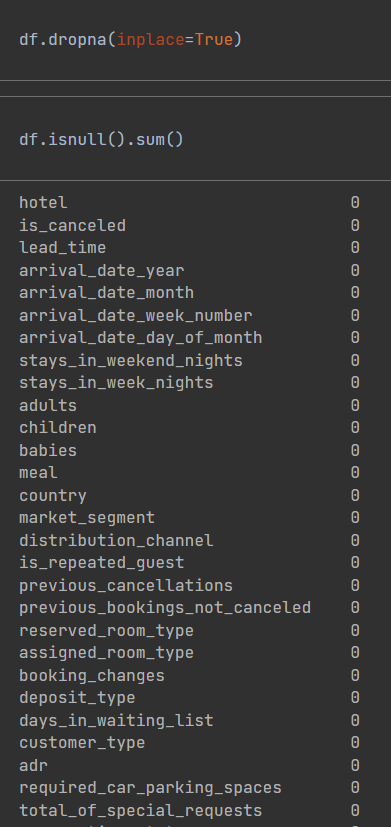 df.dropna(inplace=True)
df.isnull().sum()
hotel 0
is_canceled 0
lead_time 0
arrival_date_year 0
arrival_date_month 0
arrival_date_week_number 0
arrival_date_day_of_month 0
stays_in_weekend_nights 0
stays_in_week_nights 0
adults 0
children 0
babies 0
meal 0
country 0
market_segment 0
distribution_channel 0
is_repeated_guest 0
previous_cancellations 0
previous_bookings_not_canceled 0
reserved_room_type 0
assigned_room_type 0
booking_changes 0
deposit_type 0
days_in_waiting_list 0
customer_type 0
adr 0
required_car_parking_spaces 0
total_of_special_requests 0